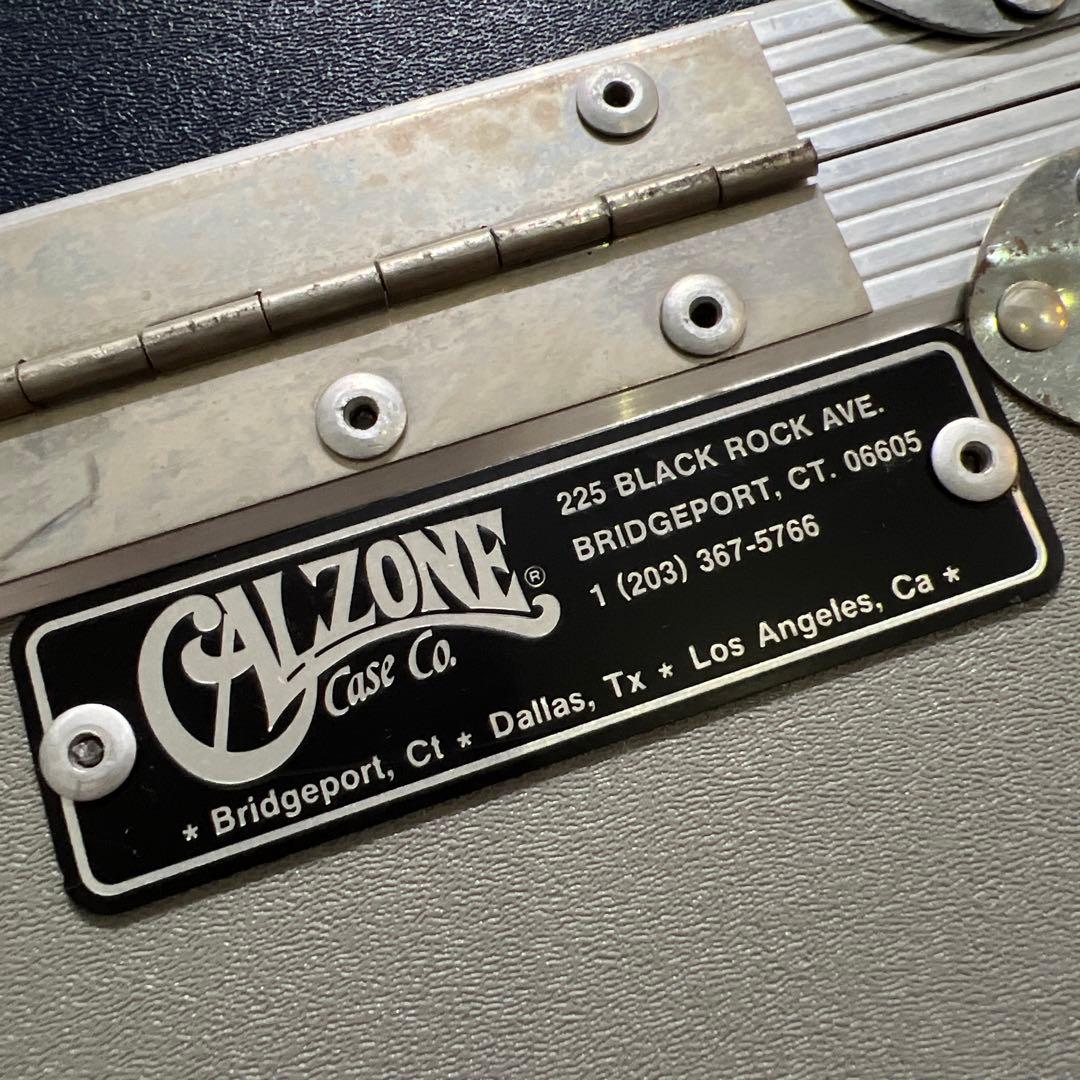 CALZONE®
Case Co.
225 BLACK ROCK AVE.
BRIDGEPORT, CT. 06605
1 (203) 367-5766
* Bridgeport, Ct * Dallas, Tx * Los Angeles, Ca *